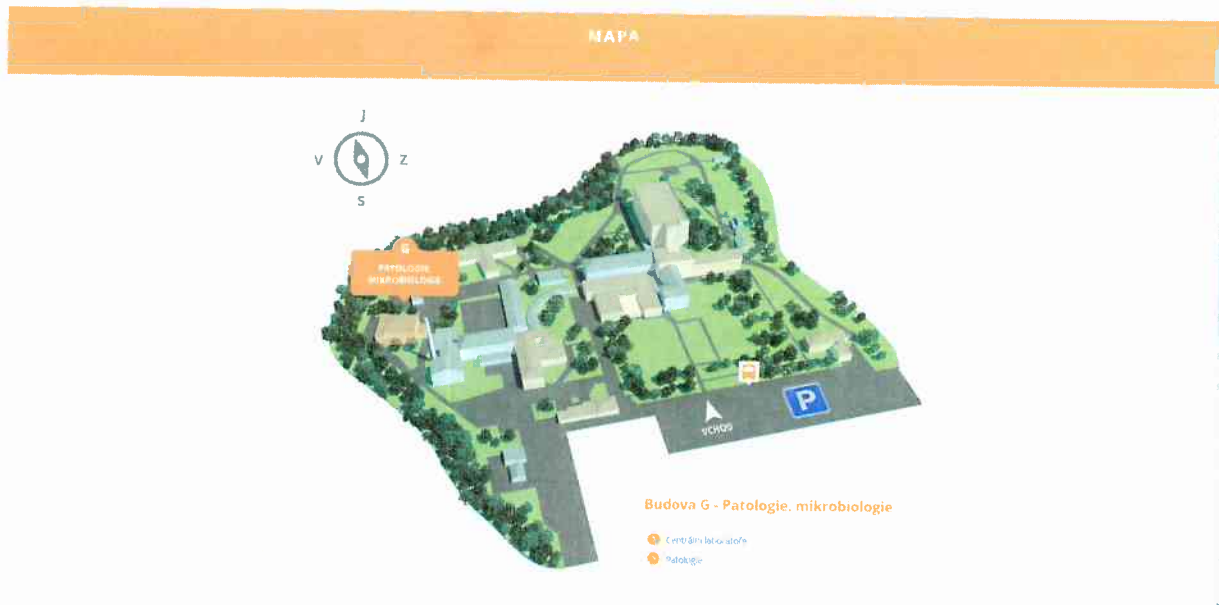 MAPA
J
V
Z
S
G
PATOLOGIE,
MIKROBIOLOGIE
P
VCHOD
Budova G - Patologie, mikrobiologie
Centrální laboratoře
Patologie